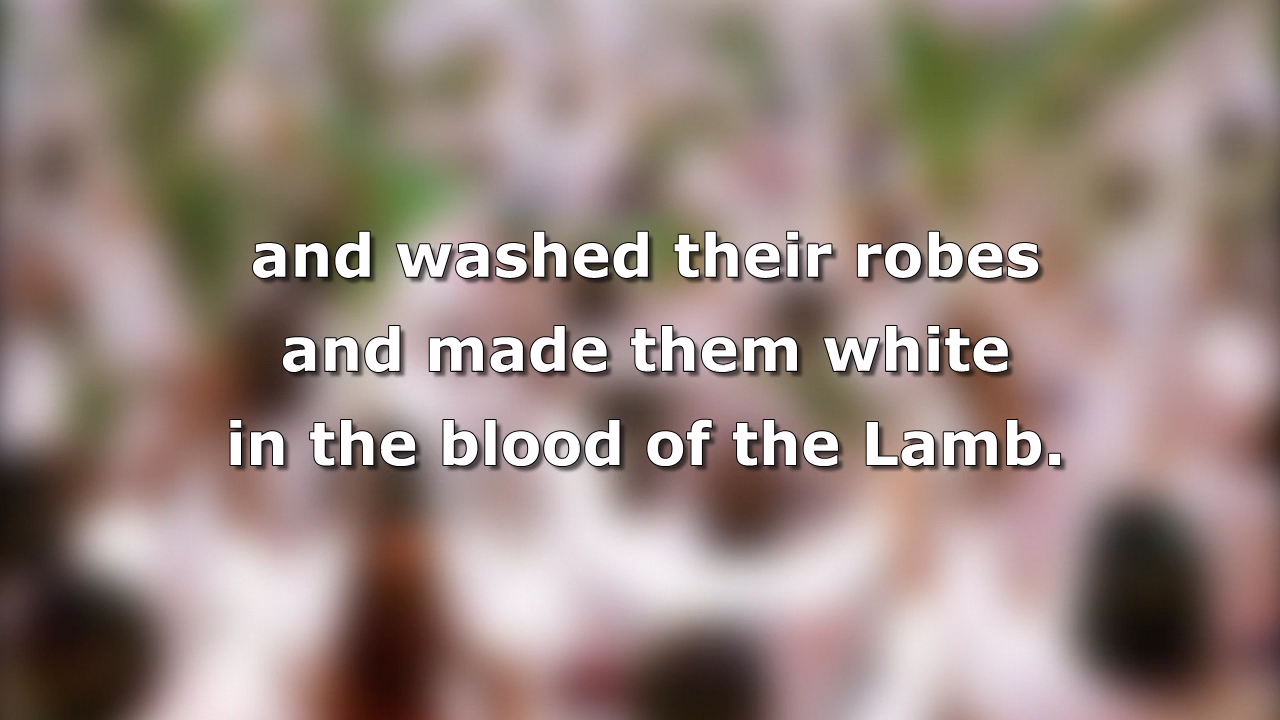 and washed their robes
and made them white
in the blood of the Lamb.